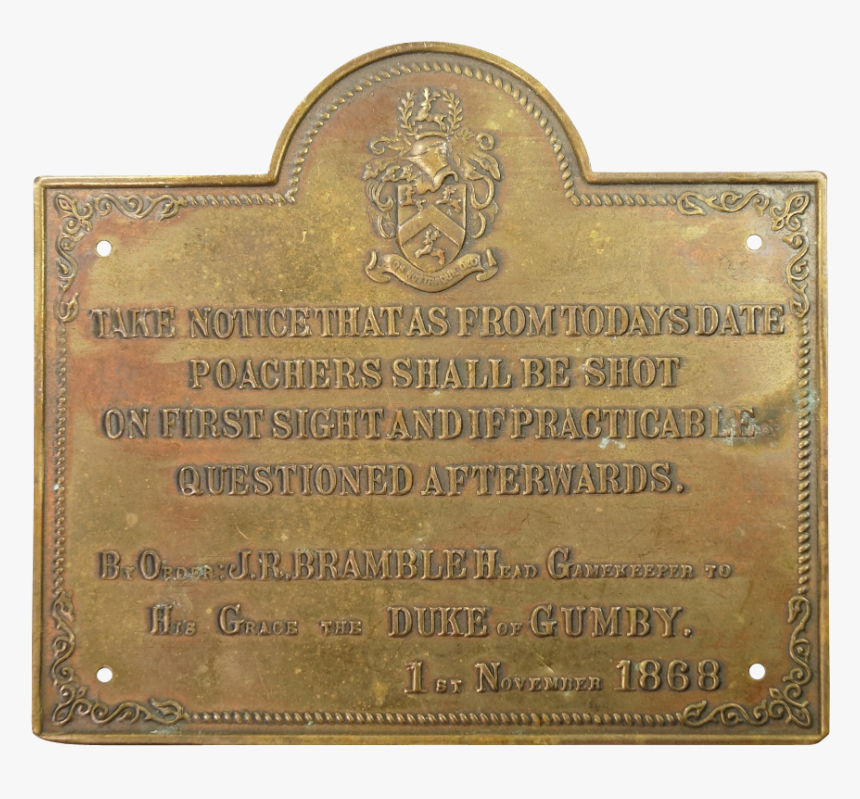 TAKE NOTICE THAT AS FROM TODAYS DATE
POACHERS SHALL BE SHOT
ON FIRST SIGHT AND IF PRACTICABLE
QUESTIONED AFTERWARDS.
BY ORDER: J.R. BRAMBLE HEAD GAMEKEEPER TO
HIS GRACE THE DUKE OF GUMBY.
1ST NOVEMBER 1868